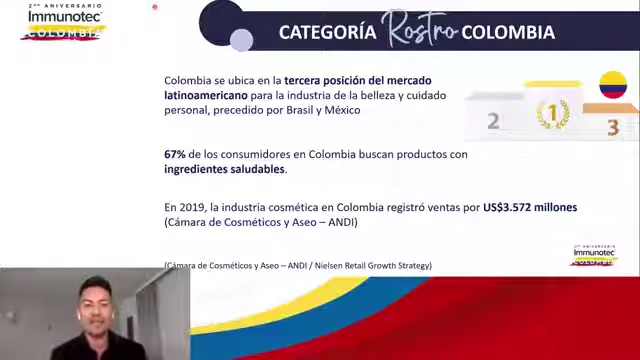 2DO ANIVERSARIO
Immunotec
COLOMBIA
CATEGORÍA Rostro COLOMBIA
Colombia se ubica en la tercera posición del mercado
latinoamericano para la industria de la belleza y cuidado
personal, precedido por Brasil y México
2 1 3
67% de los consumidores en Colombia buscan productos con
ingredientes saludables.
En 2019, la industria cosmética en Colombia registró ventas por US$3.572 millones
(Cámara de Cosméticos y Aseo – ANDI)
Immunotec
COLOMBIA
(Cámara de Cosméticos y Aseo – ANDI / Nielsen Retail Growth Strategy)